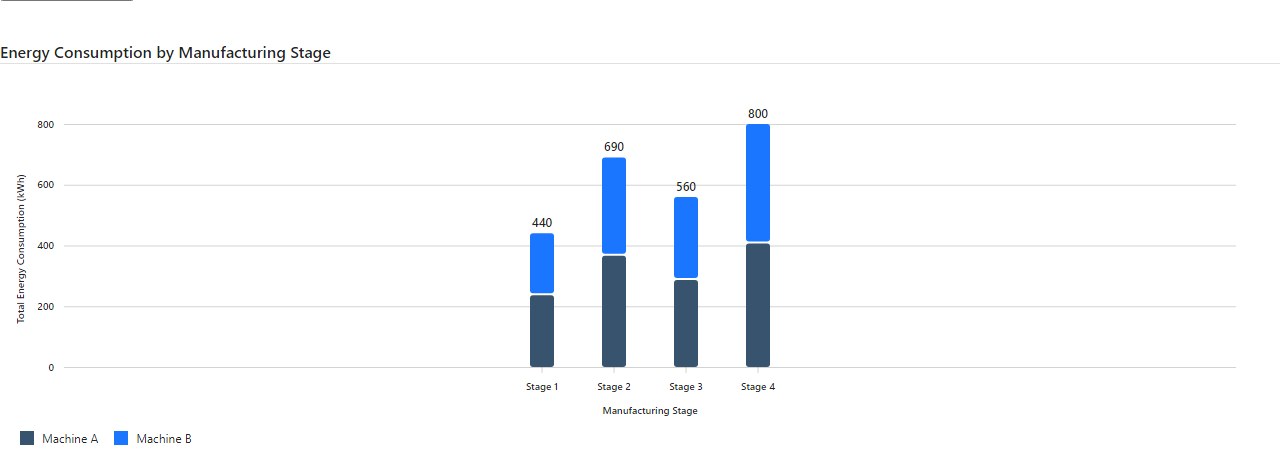 Energy Consumption by Manufacturing Stage
800
600
400
200
0
Total Energy Consumption (kWh)
440
690
560
800
Stage 1
Stage 2
Stage 3
Stage 4
Manufacturing Stage
Machine A
Machine B